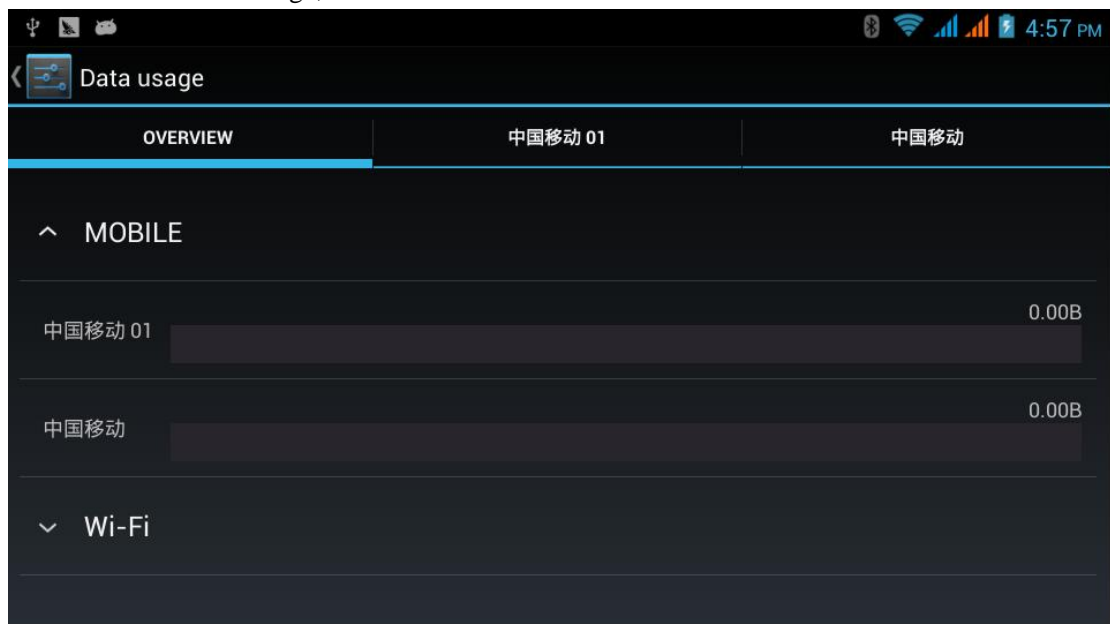 4:57 PM
Data usage
OVERVIEW
中国移动 01
中国移动
MOBILE
0.00B
中国移动 01
0.00B
中国移动
Wi-Fi